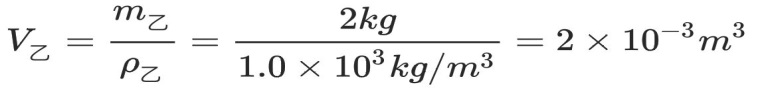 V乙 = m乙/ρ乙 = 2kg/1.0 × 10³kg/m³ = 2 × 10⁻³m³